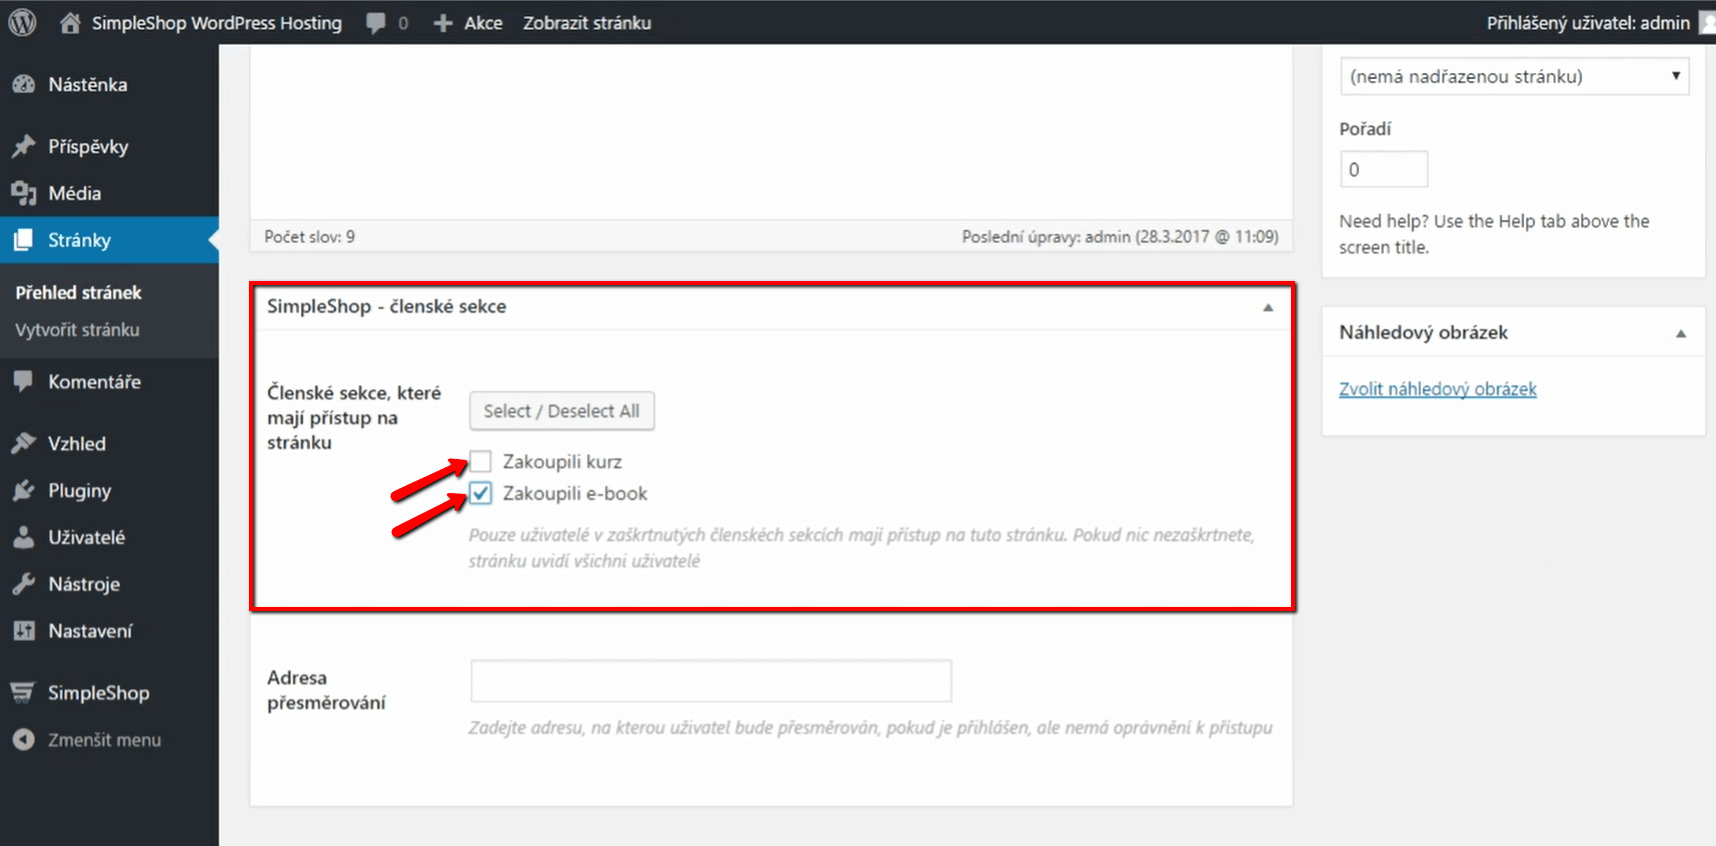 SimpleShop WordPress Hosting
0
Akce
Zobrazit stránku
Přihlášený uživatel: admin
Nástěnka
Příspěvky
Média
Stránky
Přehled stránek
Vytvořit stránku
Komentáře
Vzhled
Pluginy
Uživatelé
Nástroje
Nastavení
SimpleShop
Zmenšit menu
Počet slov: 9
Poslední úpravy: admin (28.3.2017 @ 11:09)
SimpleShop - členské sekce
Členské sekce, které
mají přístup na
stránku
Select / Deselect All
Zakoupili kurz
Zakoupili e-book
Pouze uživatelé v zaškrtnutých členskéch sekcích mají přístup na tuto stránku. Pokud nic nezaškrtnete,
stránku uvidí všichni uživatelé
Adresa
přesměrování
Zadejte adresu, na kterou uživatel bude přesměrován, pokud je přihlášen, ale nemá oprávnění k přístupu
(nemá nadřazenou stránku)
Pořadí
0
Need help? Use the Help tab above the
screen title.
Náhledový obrázek
Zvolit náhledový obrázek